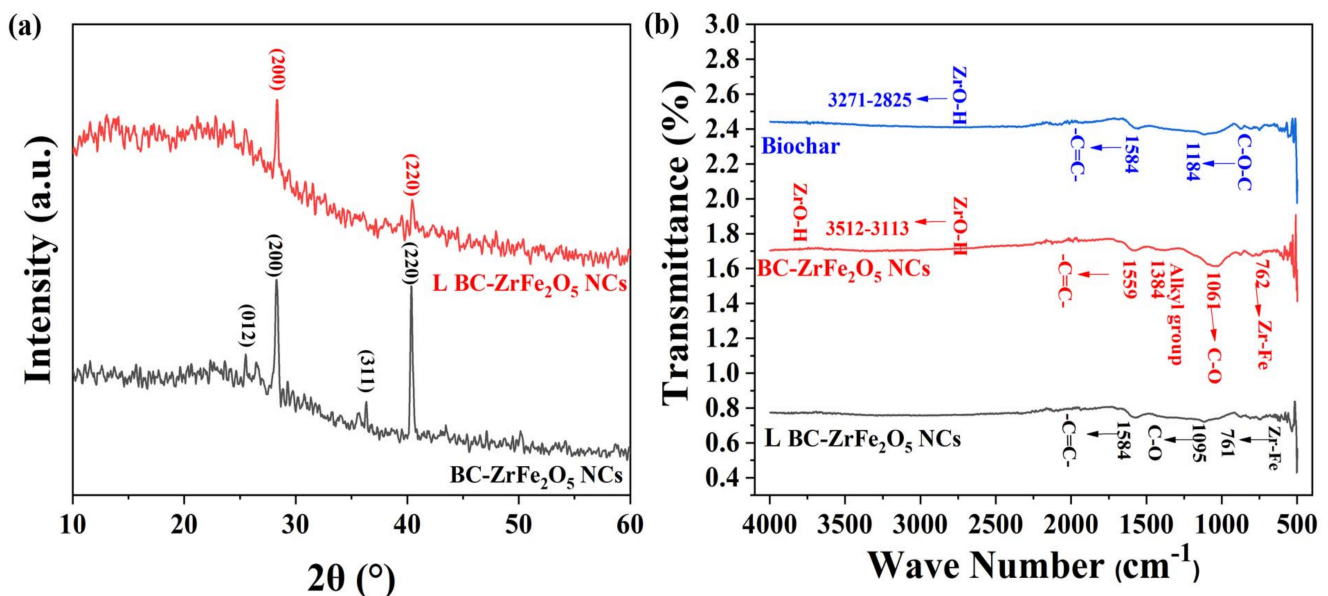 (a)
Intensity (a.u.)
(200)
(220)
L BC-ZrFe₂O₅ NCs
(012)
(200)
(311)
(220)
BC-ZrFe₂O₅ NCs
10 20 30 40 50 60
2θ (°)
(b)
Transmittance (%)
3.0
2.8
2.6
2.4
2.2
2.0
1.8
1.6
1.4
1.2
1.0
0.8
0.6
0.4
3271-2825
ZrO-H
Biochar
-C=C-
1584
1184
C-O-C
ZrO-H
3512-3113
ZrO-H
BC-ZrFe₂O₅ NCs
-C=C-
1559
1384
Alkyl group
1061
C-O
762
Zr-Fe
L BC-ZrFe₂O₅ NCs
-C=C-
1584
C-O
1095
761
Zr-Fe
4000 3500 3000 2500 2000 1500 1000 500
Wave Number (cm⁻¹)